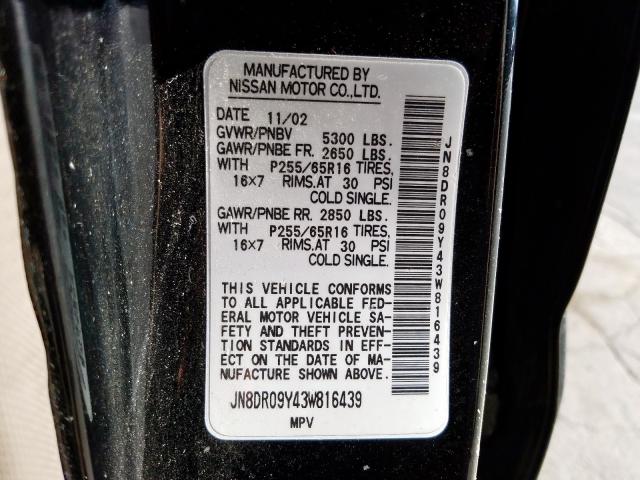 MANUFACTURED BY
NISSAN MOTOR CO.,LTD.
DATE 11/02
GVWR/PNBV 5300 LBS.
GAWR/PNBE FR. 2650 LBS.
WITH P255/65R16 TIRES,
16×7 RIMS.AT 30 PSI
COLD SINGLE.
GAWR/PNBE RR. 2850 LBS.
WITH P255/65R16 TIRES,
16×7 RIMS.AT 30 PSI
COLD SINGLE.
THIS VEHICLE CONFORMS
TO ALL APPLICABLE FED-
ERAL MOTOR VEHICLE SA-
FETY AND THEFT PREVEN-
TION STANDARDS IN EFF-
ECT ON THE DATE OF MA-
NUFACTURE SHOWN ABOVE.
JN8DR09Y43W816439
MPV
JN8DR09Y43W816439